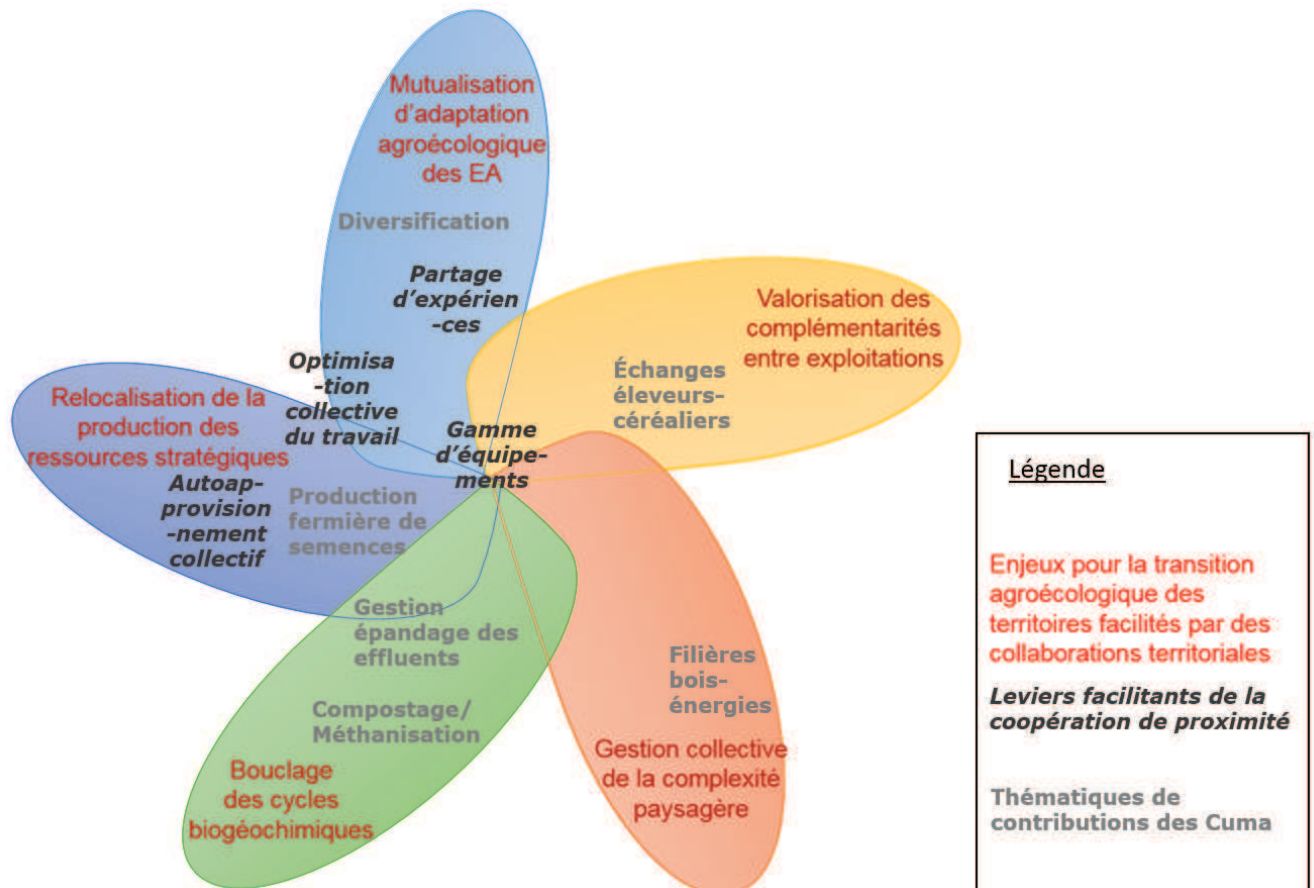 Mutualisation
d'adaptation
agroécologique
des EA
Diversification
Partage
d'expérien
-ces
Optimisa
-tion
collective
du travail
Gamme
d'équipe-
ments
Valorisation des
complémentarités
entre exploitations
Échanges
éleveurs-
céréaliers
Relocalisation de la
production des
ressources stratégiques
Autoap-
provision
-nement
collectif
Production
fermière de
semences
Gestion
épandage des
effluents
Compostage/
Méthanisation
Bouclage
des cycles
biogéochimiques
Filières
bois-
énergies
Gestion collective
de la complexité
paysagère
Légende
Enjeux pour la transition
agroécologique des
territoires facilités par des
collaborations territoriales
Leviers facilitants de la
coopération de proximité
Thématiques de
contributions des Cuma